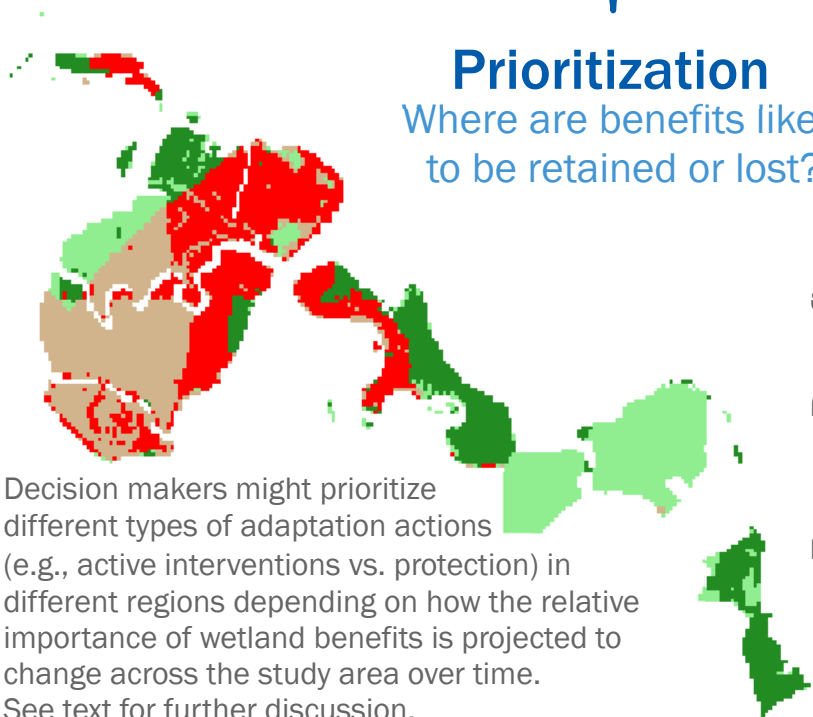 Prioritization
Where are benefits like
to be retained or lost?
Decision makers might prioritize
different types of adaptation actions
(e.g., active interventions vs. protection) in
different regions depending on how the relative
importance of wetland benefits is projected to
change across the study area over time.
See text for further discussion.